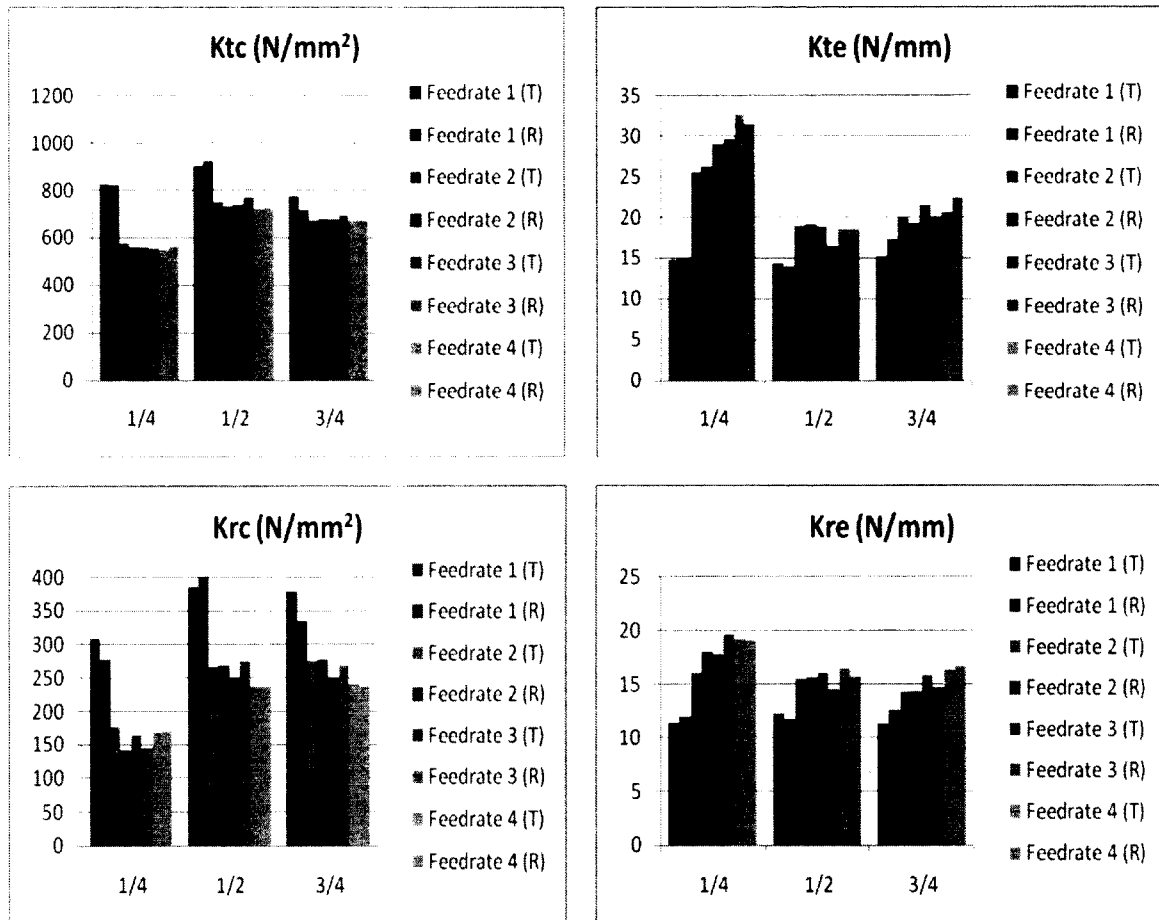 Ktc (N/mm²)
1200
1000
800
600
400
200
0
1/4
1/2
3/4
Feedrate 1 (T)
Feedrate 1 (R)
Feedrate 2 (T)
Feedrate 2 (R)
Feedrate 3 (T)
Feedrate 3 (R)
Feedrate 4 (T)
Feedrate 4 (R)
Kte (N/mm)
35
30
25
20
15
10
5
0
1/4
1/2
3/4
Feedrate 1 (T)
Feedrate 1 (R)
Feedrate 2 (T)
Feedrate 2 (R)
Feedrate 3 (T)
Feedrate 3 (R)
Feedrate 4 (T)
Feedrate 4 (R)
Krc (N/mm²)
400
350
300
250
200
150
100
50
0
1/4
1/2
3/4
Feedrate 1 (T)
Feedrate 1 (R)
Feedrate 2 (T)
Feedrate 2 (R)
Feedrate 3 (T)
Feedrate 3 (R)
Feedrate 4 (T)
Feedrate 4 (R)
Kre (N/mm)
25
20
15
10
5
0
1/4
1/2
3/4
Feedrate 1 (T)
Feedrate 1 (R)
Feedrate 2 (T)
Feedrate 2 (R)
Feedrate 3 (T)
Feedrate 3 (R)
Feedrate 4 (T)
Feedrate 4 (R)